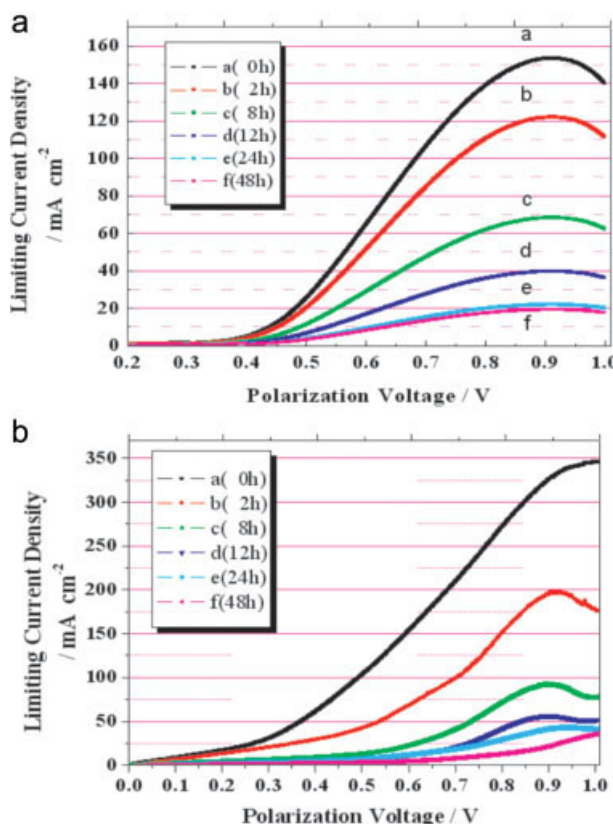 a
Limiting Current Density
/ mA cm-2
160
140
120
100
80
60
40
20
0
a( 0h)
b( 2h)
c( 8h)
d(12h)
e(24h)
f(48h)
a
b
c
d
e
f
0.2 0.3 0.4 0.5 0.6 0.7 0.8 0.9 1.0
Polarization Voltage / V
b
Limiting Current Density
/ mA cm-2
350
300
250
200
150
100
50
0
a( 0h)
b( 2h)
c( 8h)
d(12h)
e(24h)
f(48h)
0.0 0.1 0.2 0.3 0.4 0.5 0.6 0.7 0.8 0.9 1.0
Polarization Voltage / V